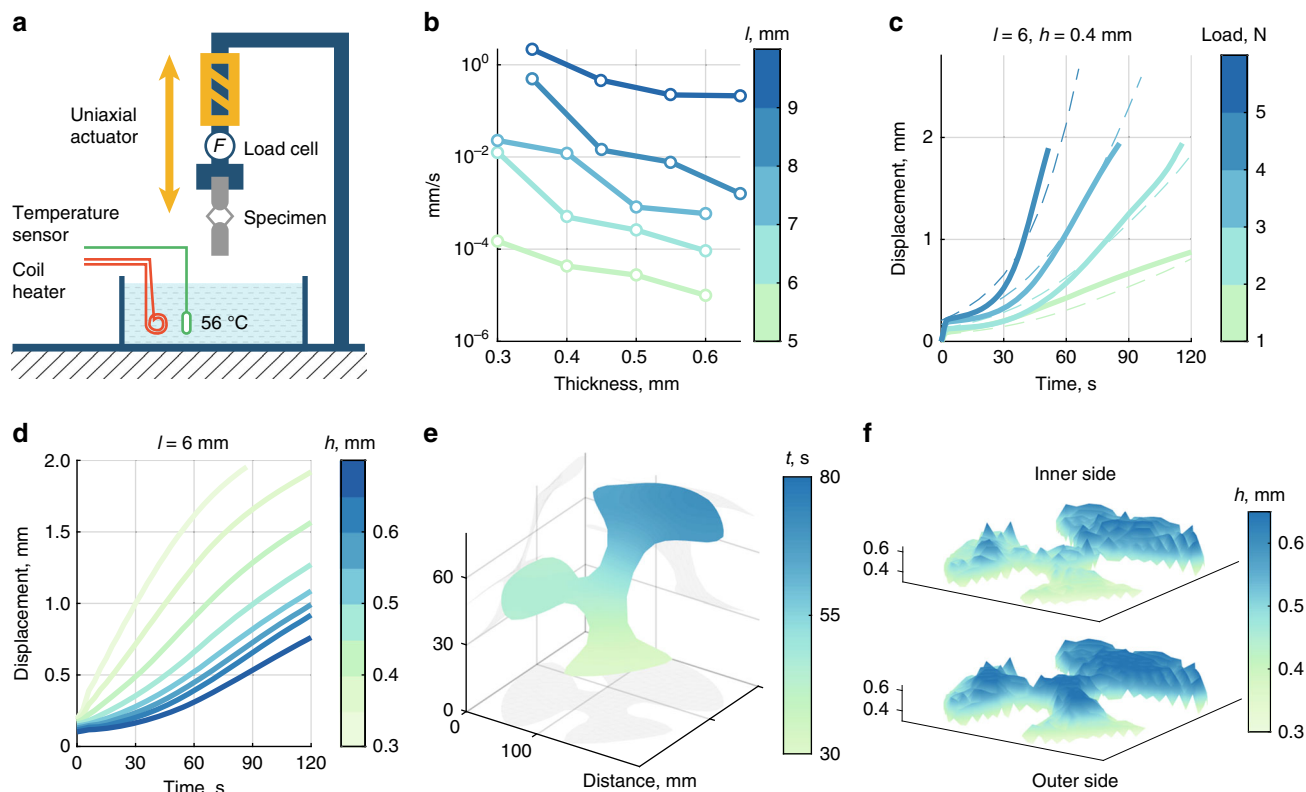 a
Uniaxial
actuator
F
Load cell
Specimen
Temperature
sensor
Coil
heater
56 °C
b
l, mm
10⁰
10⁻²
10⁻⁴
10⁻⁶
mm/s
0.3
0.4
0.5
0.6
Thickness, mm
9
8
7
6
5
c
l = 6, h = 0.4 mm
Load, N
Displacement, mm
2
1
0
0
30
60
90
120
Time, s
5
4
3
2
1
d
l = 6 mm
h, mm
Displacement, mm
2.0
1.5
1.0
0.5
0
0
30
60
90
120
Time, s
0.6
0.5
0.4
0.3
e
t, s
60
30
0
0
100
Distance, mm
80
55
30
f
Inner side
h, mm
0.6
0.4
0.6
0.4
Outer side
0.6
0.5
0.4
0.3